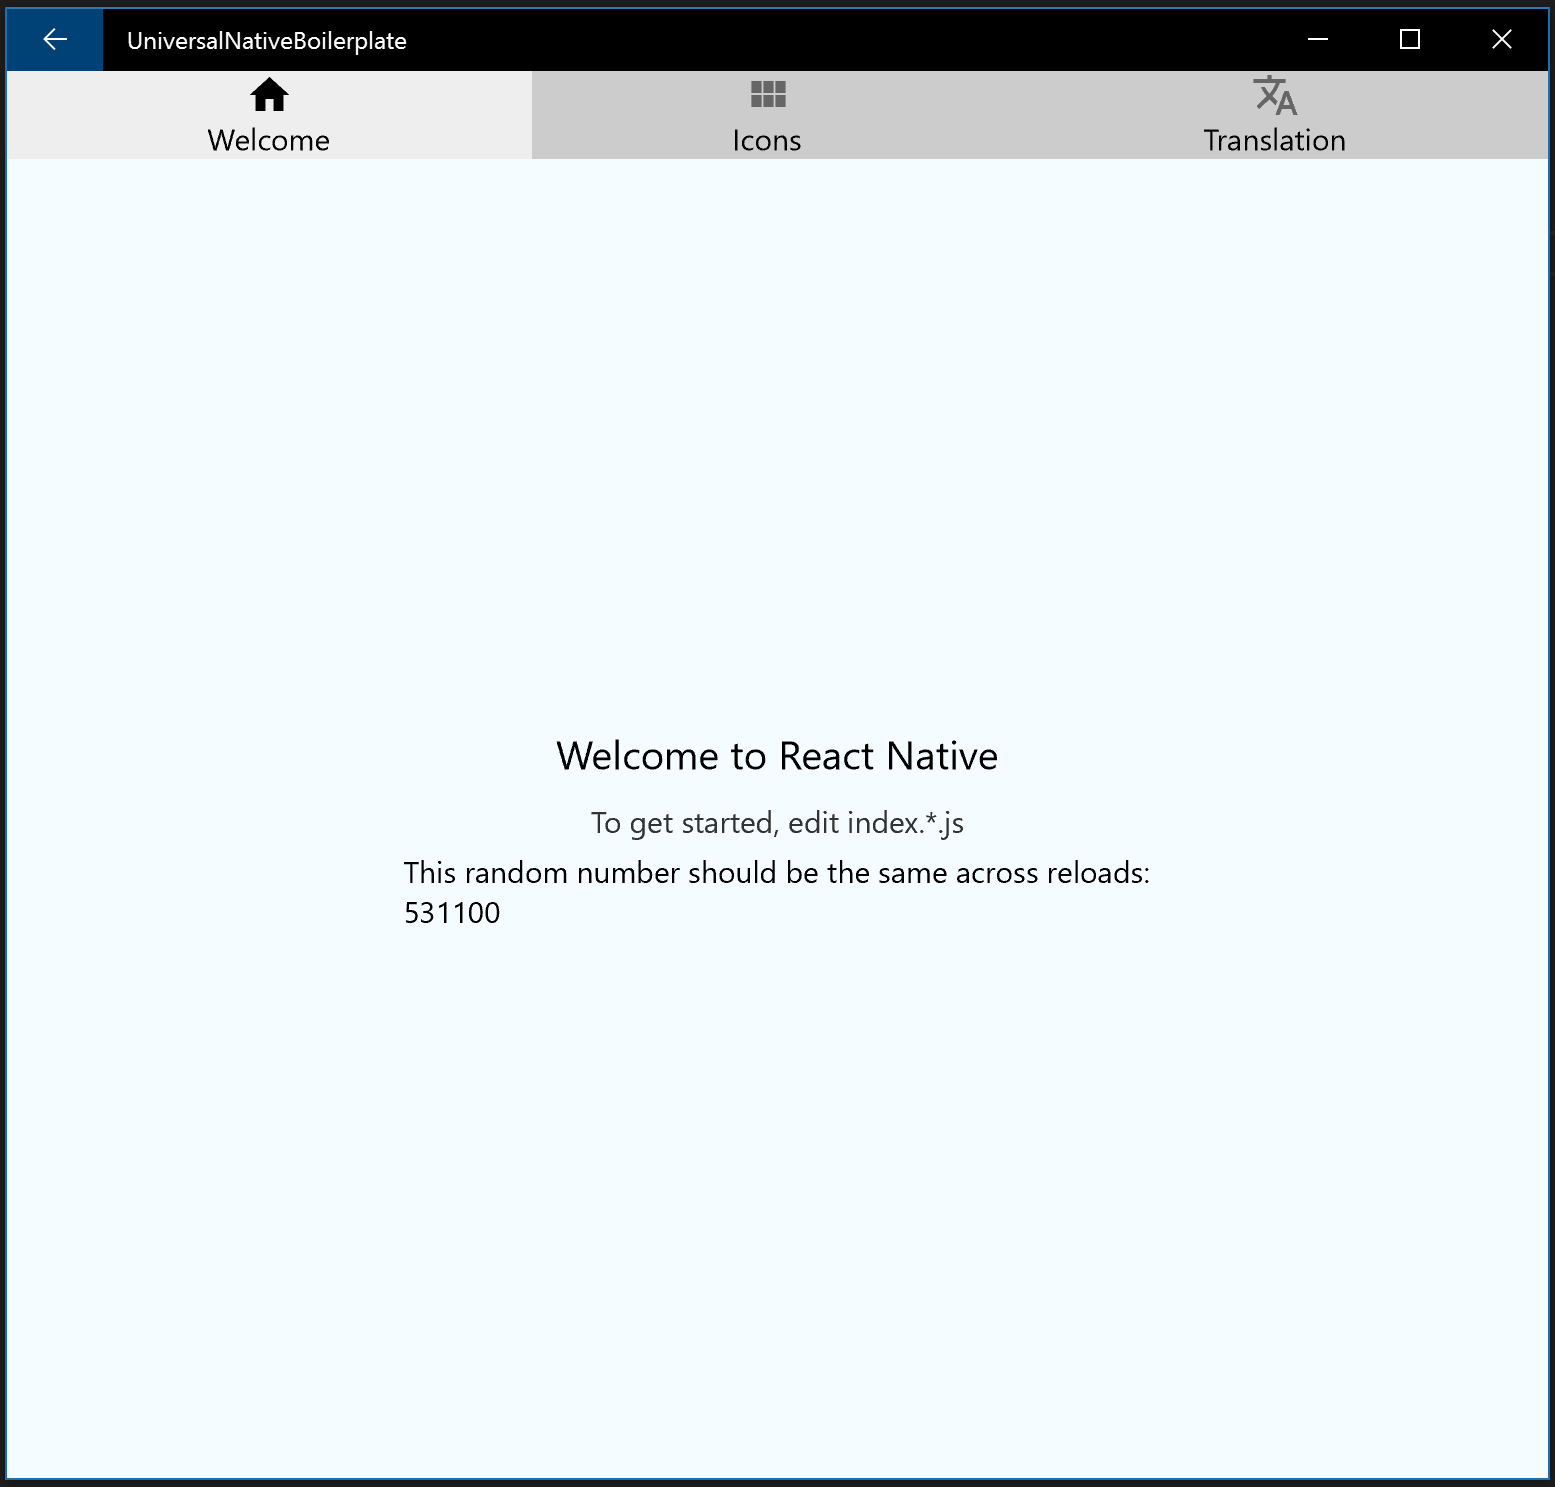 UniversalNativeBoilerplate
Welcome
Icons
Translation
Welcome to React Native
To get started, edit index.*.js
This random number should be the same across reloads:
531100